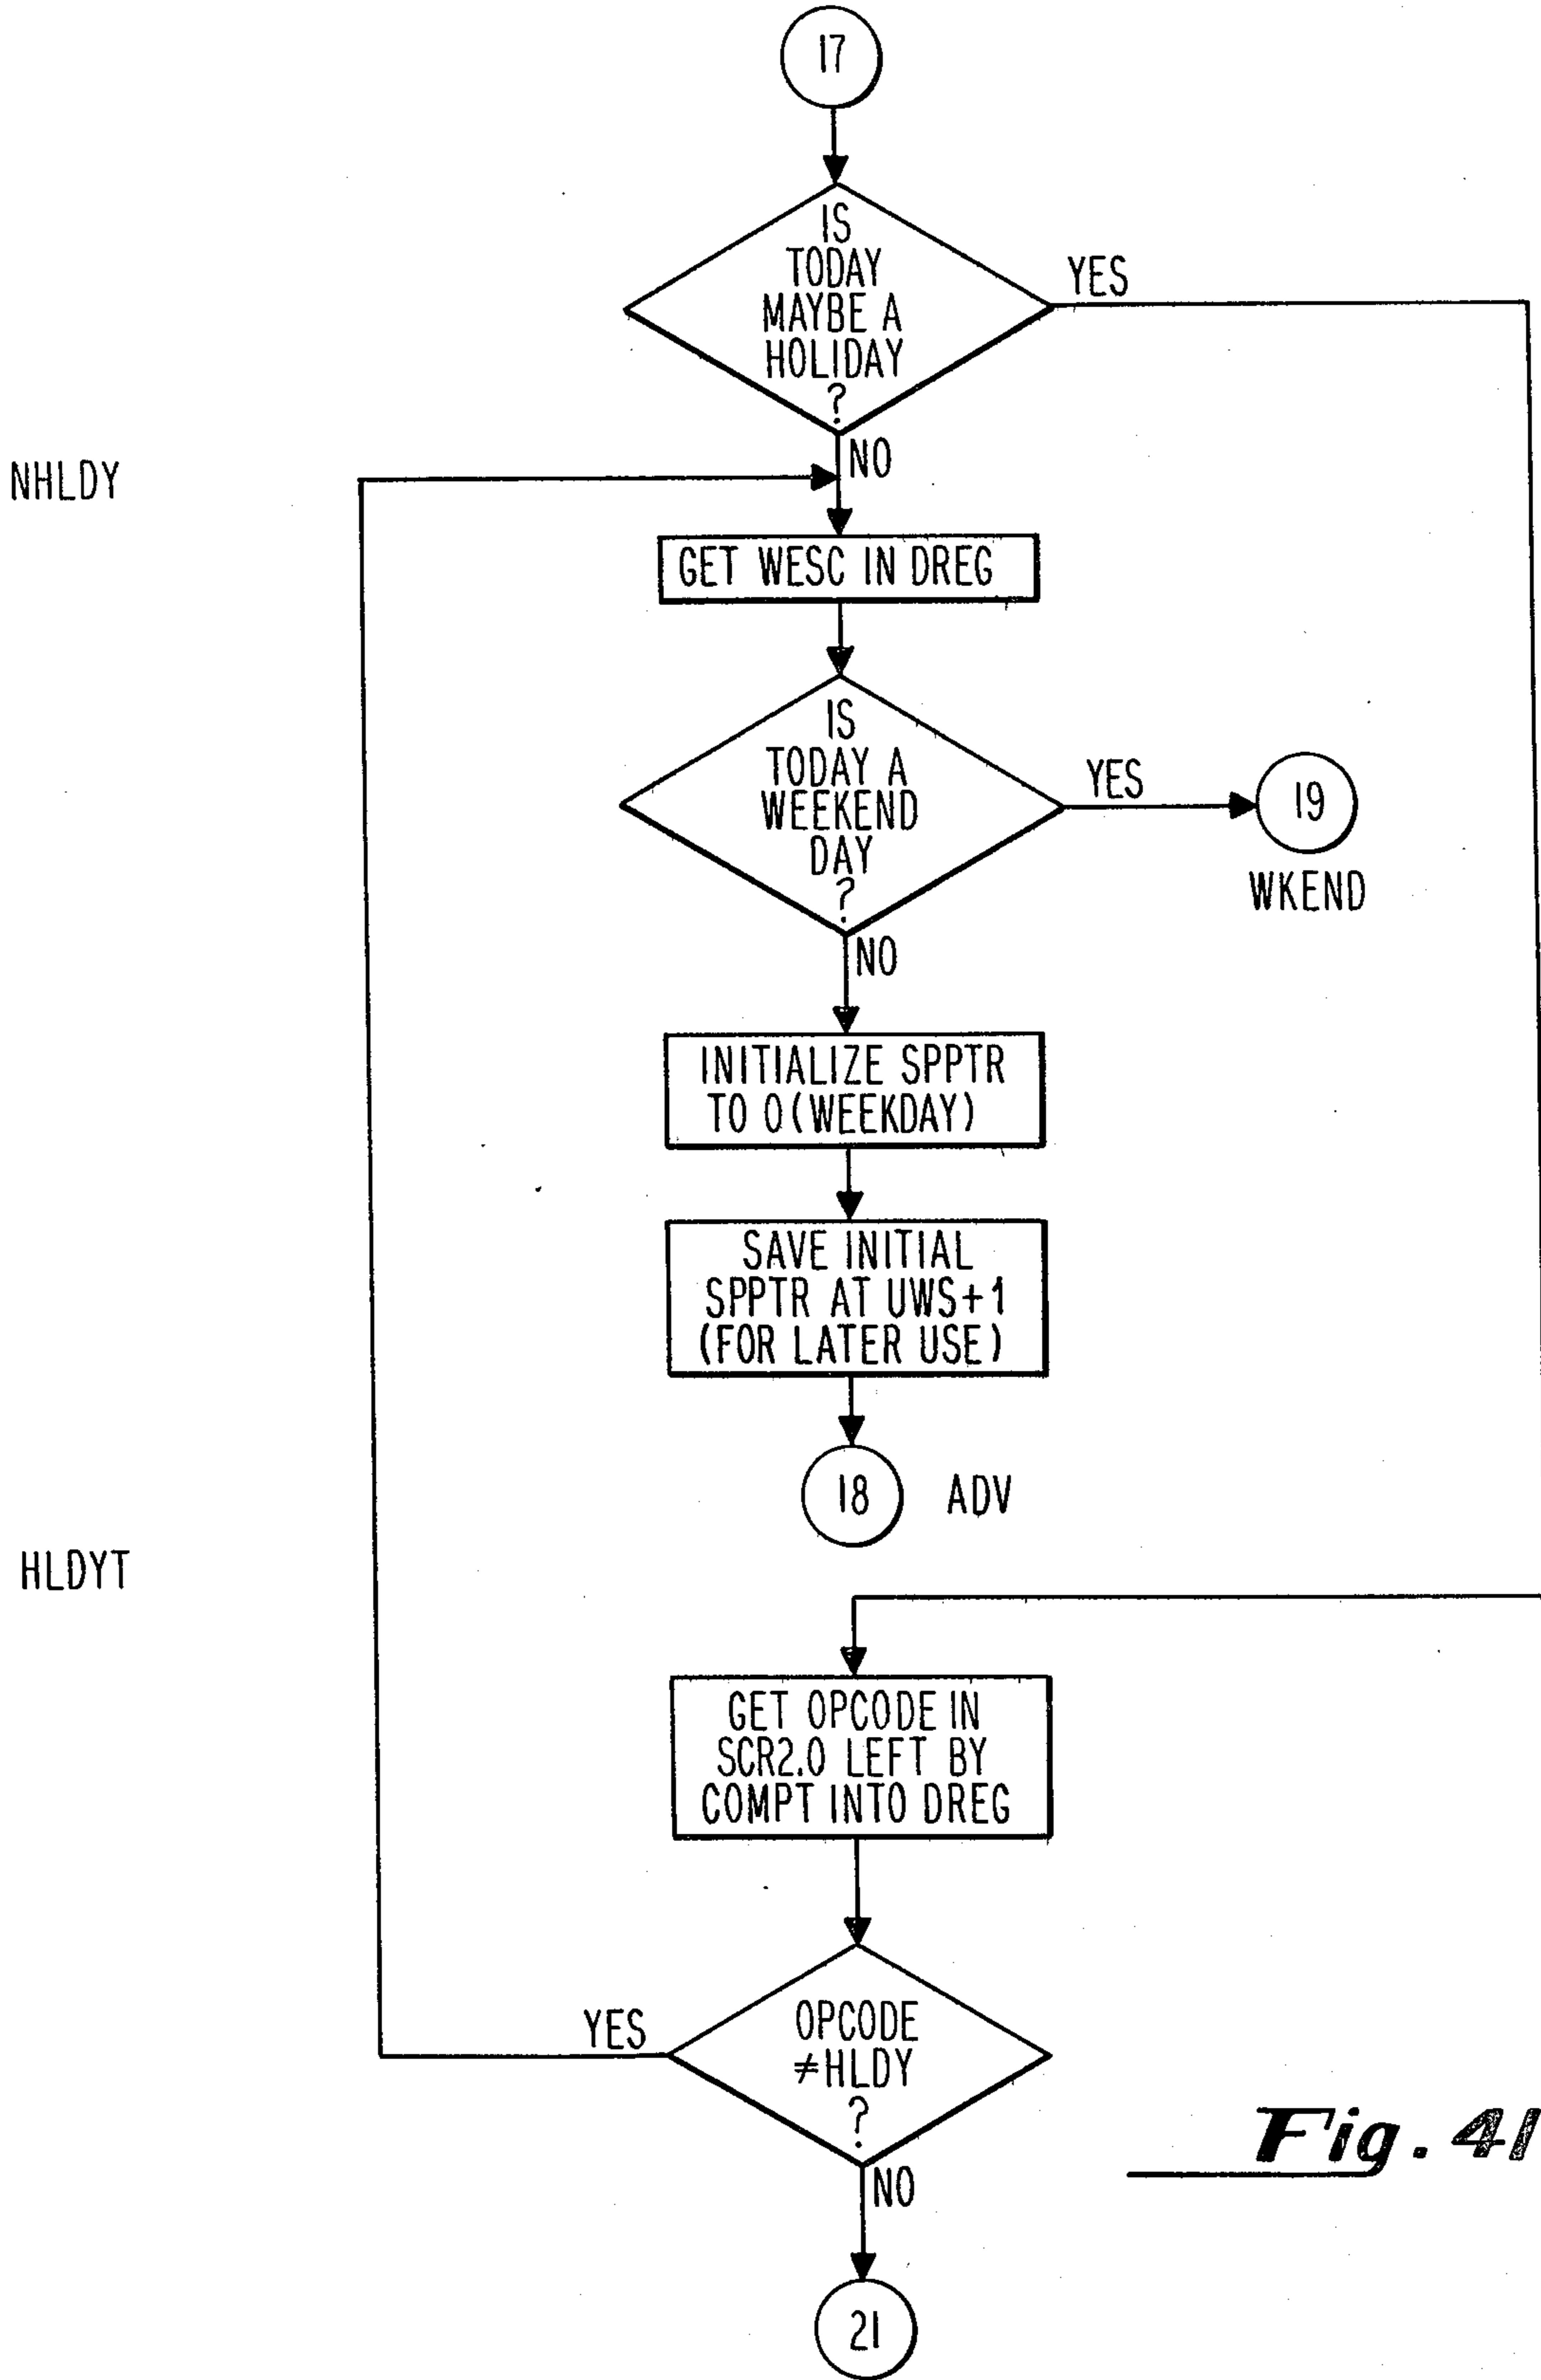 17
IS
TODAY
MAYBE A
HOLIDAY
?
YES
NO
NHLDY
GET WESC IN DREG
IS
TODAY A
WEEKEND
DAY
?
YES
19
WKEND
NO
INITIALIZE SPPTR
TO 0 (WEEKDAY)
SAVE INITIAL
SPPTR AT UWS+1
(FOR LATER USE)
18 ADV
HLDYT
GET OPCODE IN
SCR2.0 LEFT BY
COMPT INTO DREG
YES
OPCODE
≠HLDY
?
NO
Fig. 41
21